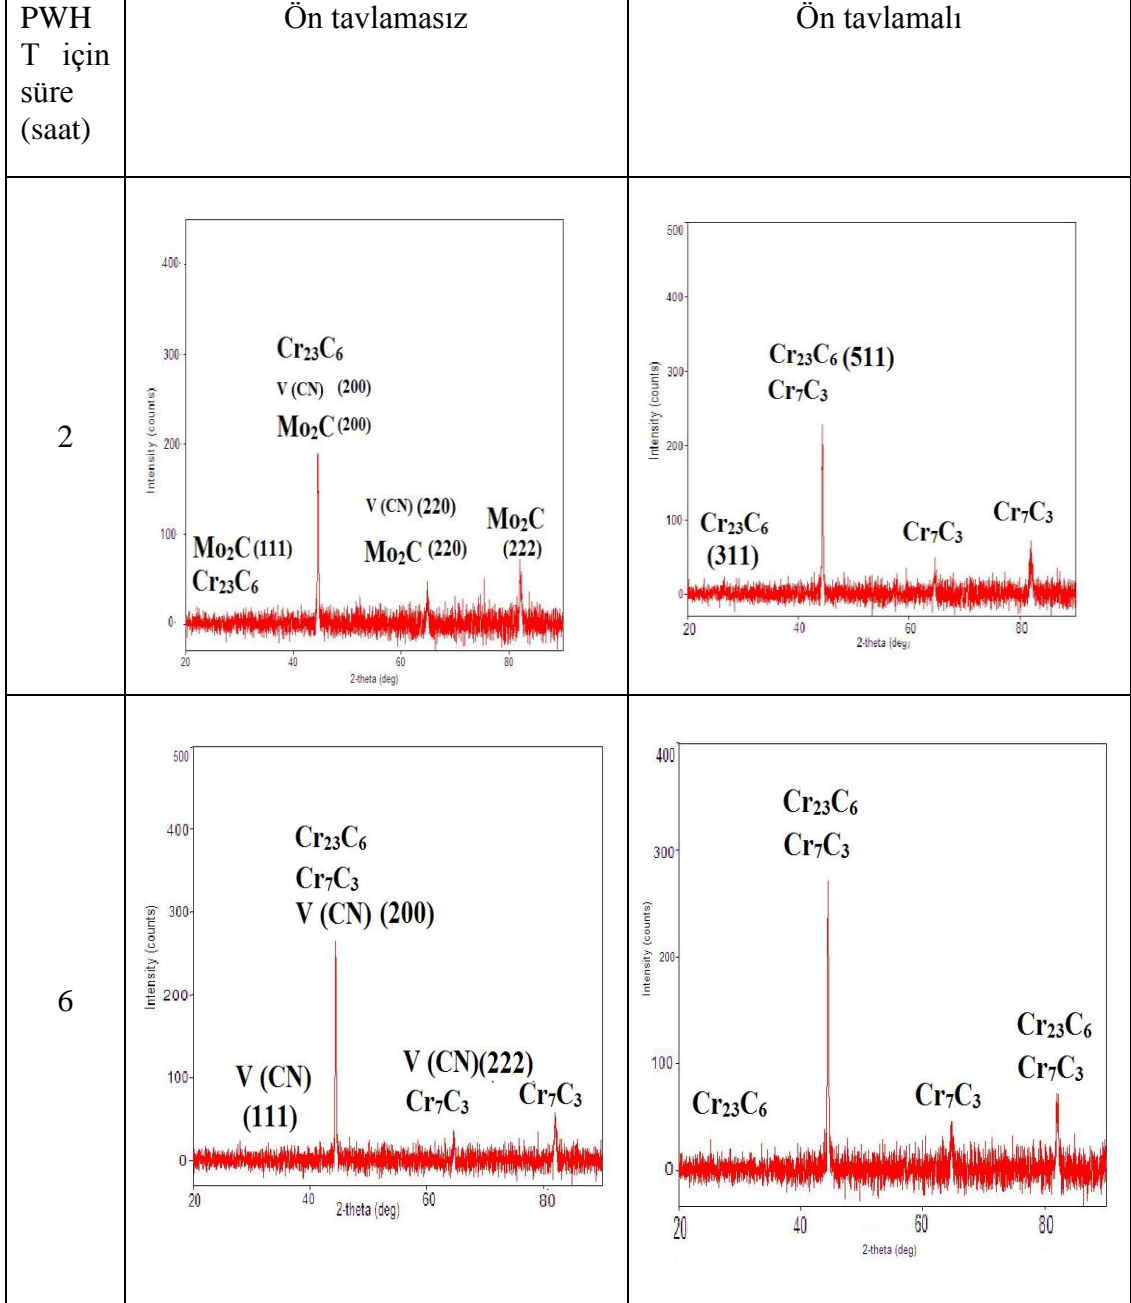 PWH
T için
süre
(saat)
Ön tavlamasız
Ön tavlamalı
2
400
300
200
100
0
Intensity (counts)
Cr₂₃C₆
V (CN) (200)
Mo₂C (200)
V (CN) (220)
Mo₂C (220)
Mo₂C
(222)
Mo₂C (111)
Cr₂₃C₆
20
40
60
80
2-theta (deg)
500
400
300
200
100
0
Intensity (counts)
Cr₂₃C₆ (511)
Cr₇C₃
Cr₂₃C₆
(311)
Cr₇C₃
Cr₇C₃
20
40
60
80
2-theta (deg)
6
500
400
300
200
100
0
Intensity (counts)
Cr₂₃C₆
Cr₇C₃
V (CN) (200)
V (CN)
(111)
V (CN)(222)
Cr₇C₃
Cr₇C₃
20
40
60
80
2-theta (deg)
400
300
200
100
0
Intensity (counts)
Cr₂₃C₆
Cr₇C₃
Cr₂₃C₆
Cr₇C₃
Cr₂₃C₆
Cr₇C₃
20
40
60
80
2-theta (deg)